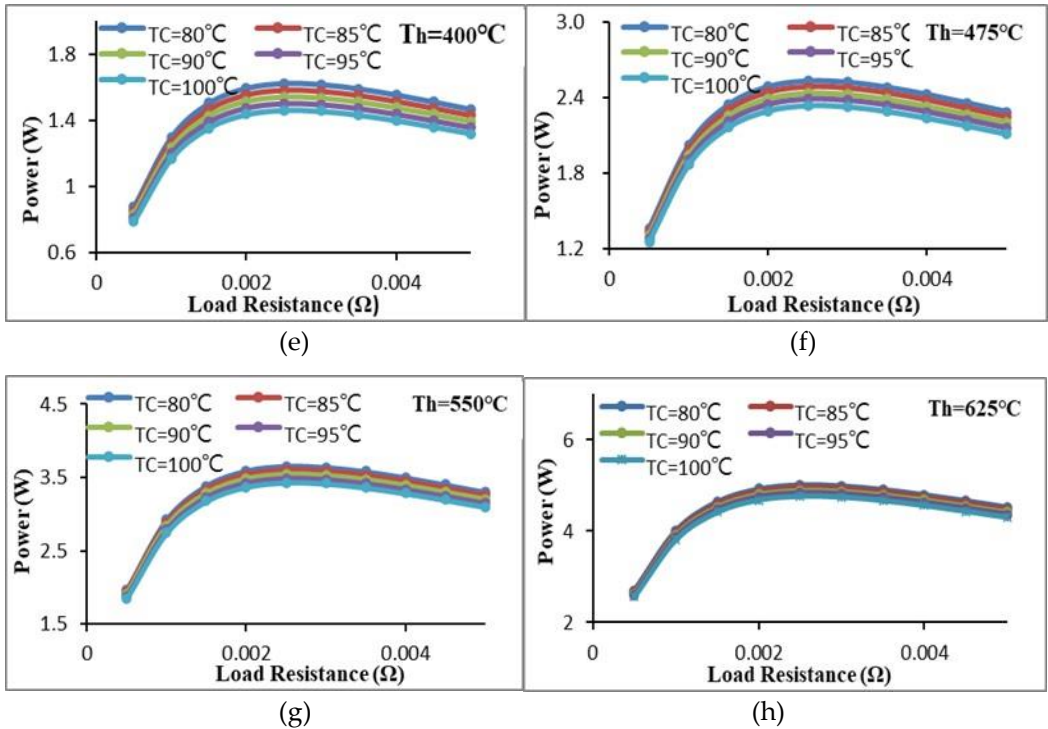 TC=80℃ TC=85℃ Th=400℃
TC=90℃ TC=95℃
TC=100℃
1.8
1.4
1
0.6
Power (W)
0 0.002 0.004
Load Resistance (Ω)
(e)
TC=80℃ TC=85℃ Th=475℃
TC=90℃ TC=95℃
TC=100℃
3.0
2.4
1.8
1.2
Power (W)
0 0.002 0.004
Load Resistance (Ω)
(f)
TC=80℃ TC=85℃ Th=550℃
TC=90℃ TC=95℃
TC=100℃
4.5
3.5
2.5
1.5
Power (W)
0 0.002 0.004
Load Resistance (Ω)
(g)
TC=80℃ TC=85℃ Th=625℃
TC=90℃ TC=95℃
TC=100℃
6
4
2
Power (W)
0 0.002 0.004
Load Resistance (Ω)
(h)